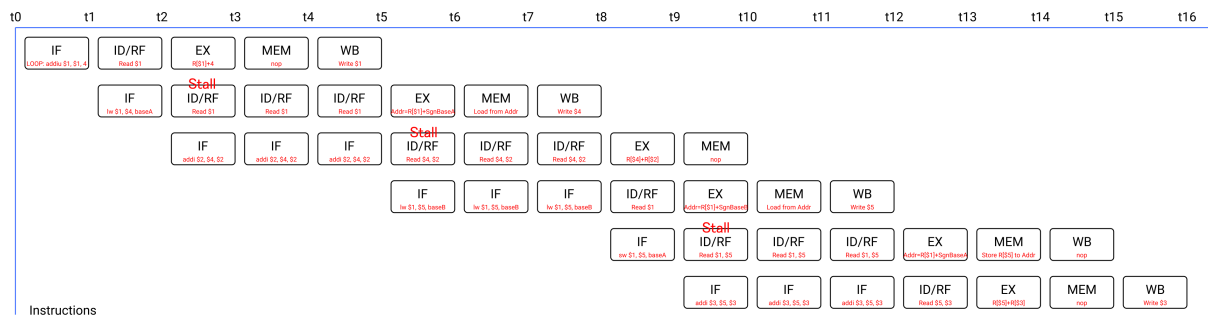 t0 t1 t2 t3 t4 t5 t6 t7 t8 t9 t10 t11 t12 t13 t14 t15 t16
IF ID/RF EX MEM WB
LOOP: addiu $1, $1, 4 Read $1 R[$1]+4 nop Write $1
Stall
IF ID/RF ID/RF ID/RF EX MEM WB
lw $1, $4, baseA Read $1 Read $1 Read $1 Addr=R[$1]+SgnBaseA Load from Addr Write $4
Stall
IF IF IF ID/RF ID/RF ID/RF EX MEM
addi $2, $4, $2 addi $2, $4, $2 addi $2, $4, $2 Read $4, $2 Read $4, $2 Read $4, $2 R[$4]+R[$2] nop
IF IF IF ID/RF EX MEM WB
lw $1, $5, baseB lw $1, $5, baseB lw $1, $5, baseB Read $1 Addr=R[$1]+SgnBaseB Load from Addr Write $5
Stall
IF ID/RF ID/RF ID/RF EX MEM WB
sw $1, $5, baseA Read $1, $5 Read $1, $5 Read $1, $5 Addr=R[$1]+SgnBaseA Store R[$5] to Addr nop
IF IF IF ID/RF EX MEM WB
addi $3, $5, $3 addi $3, $5, $3 addi $3, $5, $3 Read $5, $3 R[$5]+R[$3] nop Write $3
Instructions